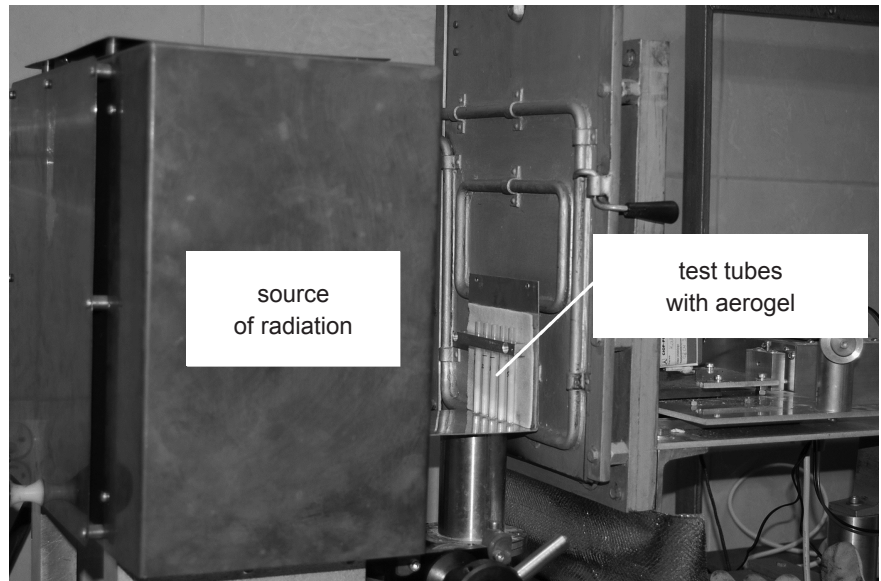 source
of radiation
test tubes
with aerogel